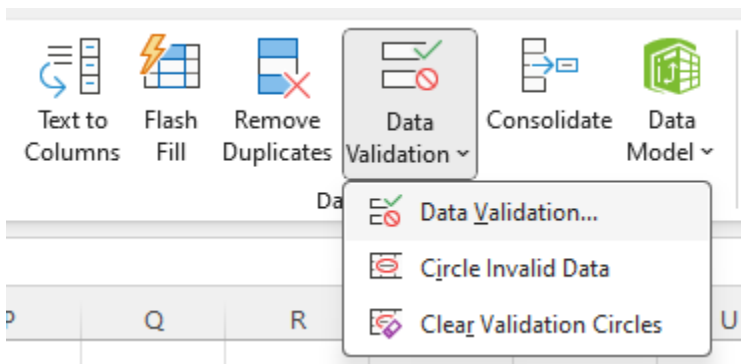 Text to
Columns
Flash
Fill
Remove
Duplicates
Data
Validation
Consolidate
Data
Model
Da
Data Validation...
Circle Invalid Data
Clear Validation Circles
P
Q
R
U